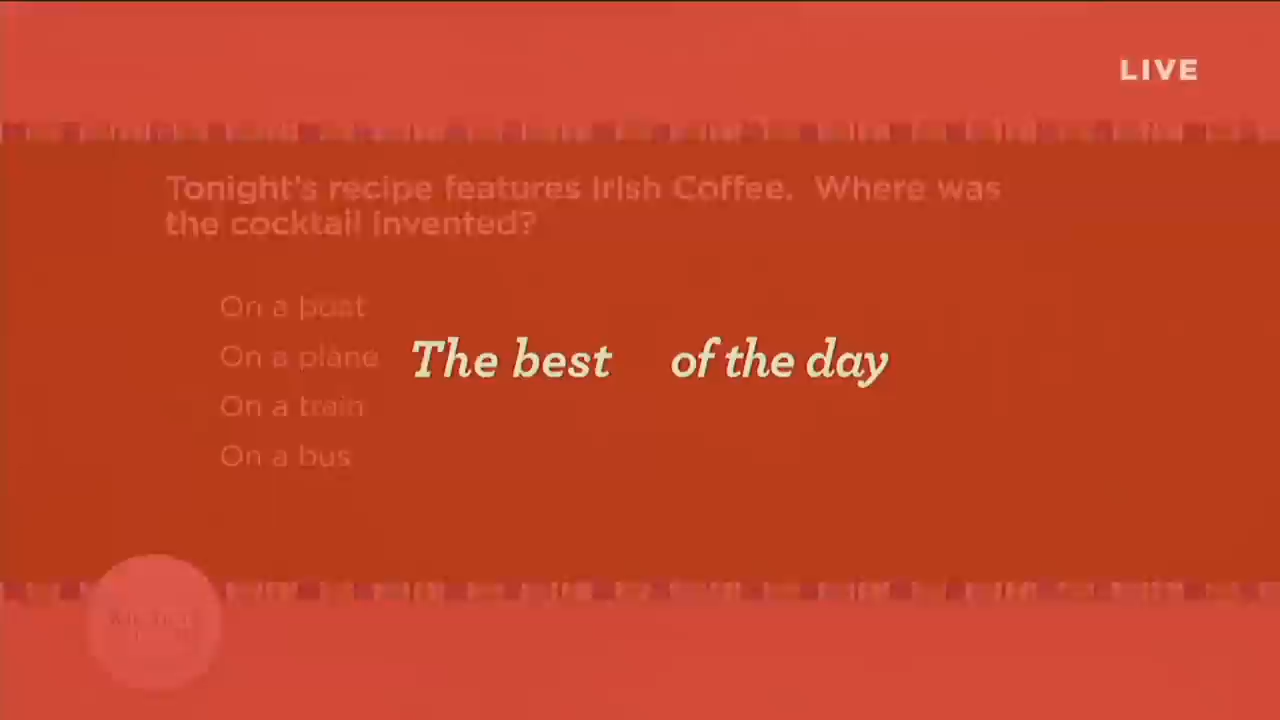 LIVE
Tonight's recipe features Irish Coffee. Where was
the cocktail invented?
On a boat
On a plane
The best of the day
On a train
On a bus